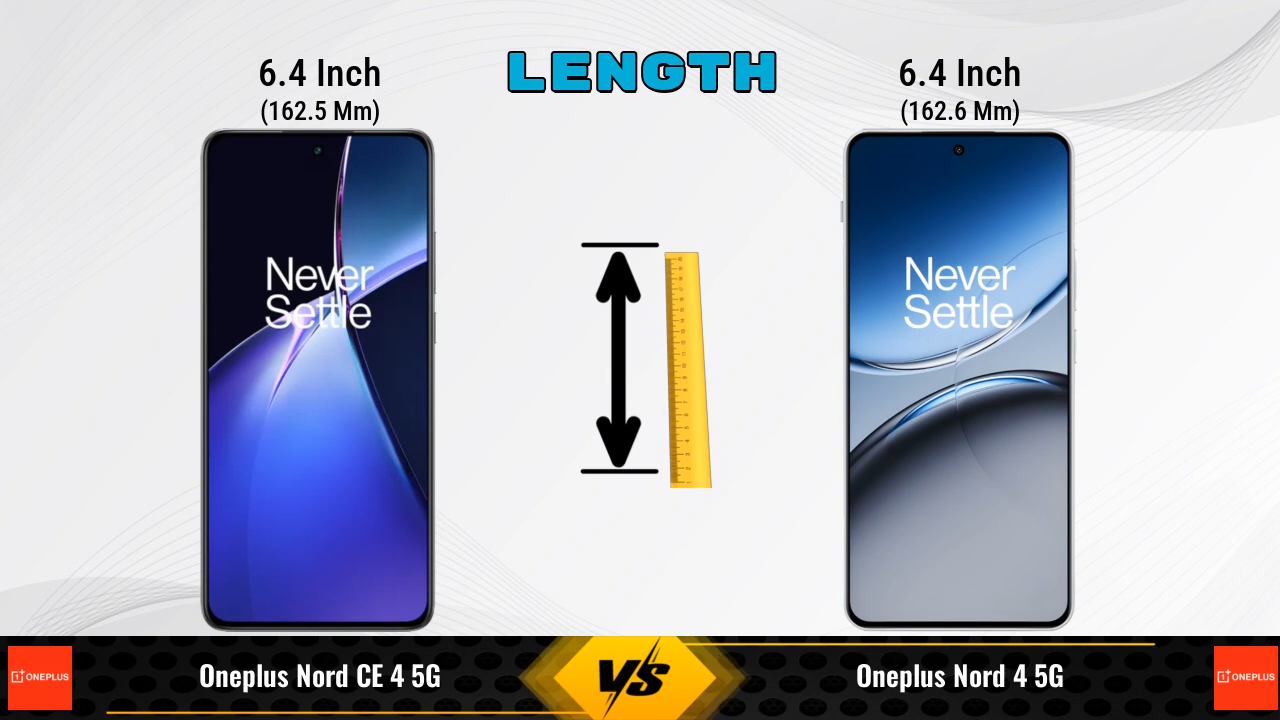 LENGTH
6.4 Inch
(162.5 Mm)
6.4 Inch
(162.6 Mm)
Never
Settle
Never
Settle
ONEPLUS
Oneplus Nord CE 4 5G
VS
Oneplus Nord 4 5G
ONEPLUS